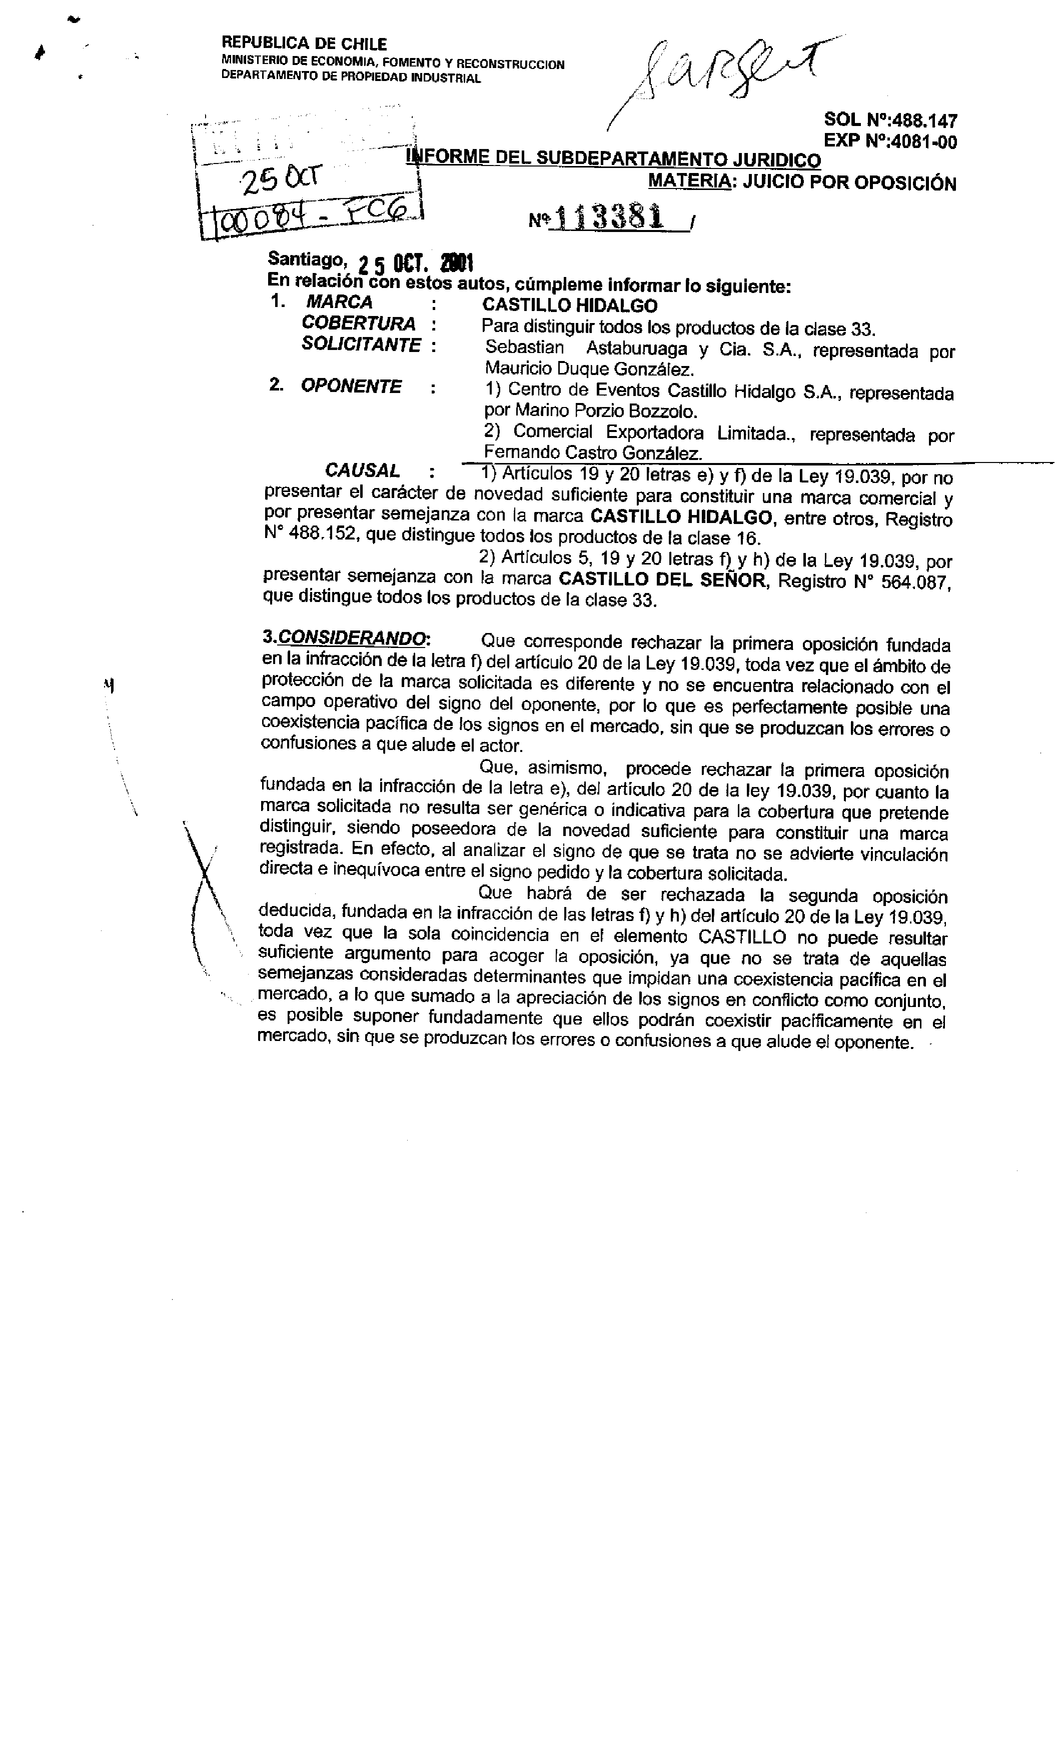 REPUBLICA DE CHILE
MINISTERIO DE ECONOMIA, FOMENTO Y RECONSTRUCCION
DEPARTAMENTO DE PROPIEDAD INDUSTRIAL
Sargent
SOL Nº:488.147
EXP Nº:4081-00
INFORME DEL SUBDEPARTAMENTO JURIDICO
MATERIA: JUICIO POR OPOSICIÓN
25 OCT
100084 - FCG
Nº 113381 /
Santiago, 25 OCT. 2001
En relación con estos autos, cúmpleme informar lo siguiente:
1. MARCA : CASTILLO HIDALGO
COBERTURA : Para distinguir todos los productos de la clase 33.
SOLICITANTE : Sebastian Astaburuaga y Cia. S.A., representada por
Mauricio Duque González.
2. OPONENTE : 1) Centro de Eventos Castillo Hidalgo S.A., representada
por Marino Porzio Bozzolo.
2) Comercial Exportadora Limitada., representada por
Fernando Castro González.
CAUSAL : 1) Artículos 19 y 20 letras e) y f) de la Ley 19.039, por no
presentar el carácter de novedad suficiente para constituir una marca comercial y
por presentar semejanza con la marca CASTILLO HIDALGO, entre otros, Registro
N° 488.152, que distingue todos los productos de la clase 16.
2) Artículos 5, 19 y 20 letras f) y h) de la Ley 19.039, por
presentar semejanza con la marca CASTILLO DEL SEÑOR, Registro N° 564.087,
que distingue todos los productos de la clase 33.
3.CONSIDERANDO: Que corresponde rechazar la primera oposición fundada
en la infracción de la letra f) del artículo 20 de la Ley 19.039, toda vez que el ámbito de
protección de la marca solicitada es diferente y no se encuentra relacionado con el
campo operativo del signo del oponente, por lo que es perfectamente posible una
coexistencia pacífica de los signos en el mercado, sin que se produzcan los errores o
confusiones a que alude el actor.
Que, asimismo, procede rechazar la primera oposición
fundada en la infracción de la letra e), del artículo 20 de la ley 19.039, por cuanto la
marca solicitada no resulta ser genérica o indicativa para la cobertura que pretende
distinguir, siendo poseedora de la novedad suficiente para constituir una marca
registrada. En efecto, al analizar el signo de que se trata no se advierte vinculación
directa e inequívoca entre el signo pedido y la cobertura solicitada.
Que habrá de ser rechazada la segunda oposición
deducida, fundada en la infracción de las letras f) y h) del artículo 20 de la Ley 19.039,
toda vez que la sola coincidencia en el elemento CASTILLO no puede resultar
suficiente argumento para acoger la oposición, ya que no se trata de aquellas
semejanzas consideradas determinantes que impidan una coexistencia pacífica en el
mercado, a lo que sumado a la apreciación de los signos en conflicto como conjunto,
es posible suponer fundadamente que ellos podrán coexistir pacíficamente en el
mercado, sin que se produzcan los errores o confusiones a que alude el oponente.